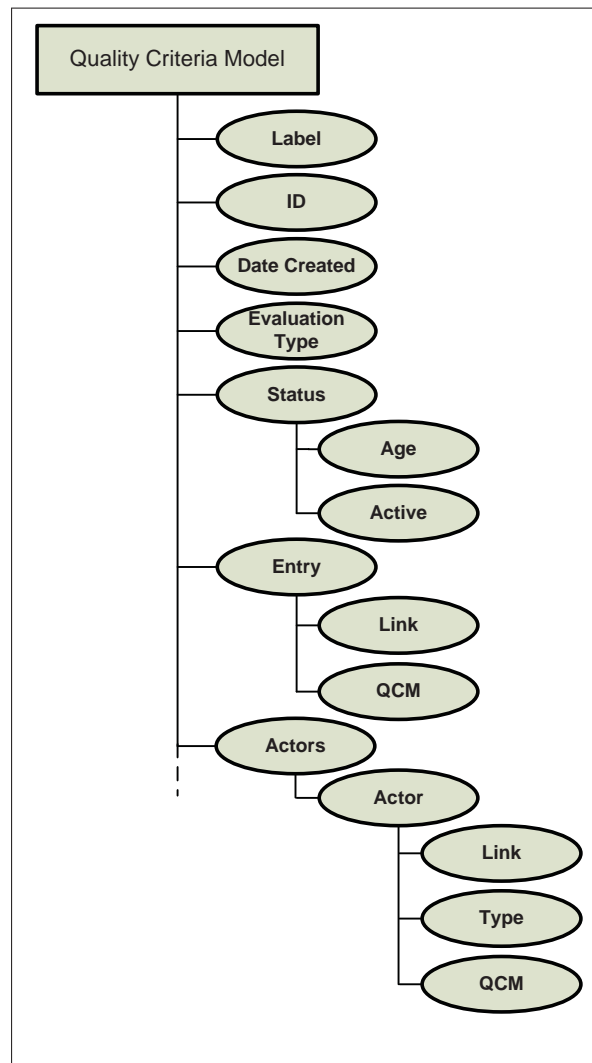 Quality Criteria Model
Label
ID
Date Created
Evaluation
Type
Status
Age
Active
Entry
Link
QCM
Actors
Actor
Link
Type
QCM